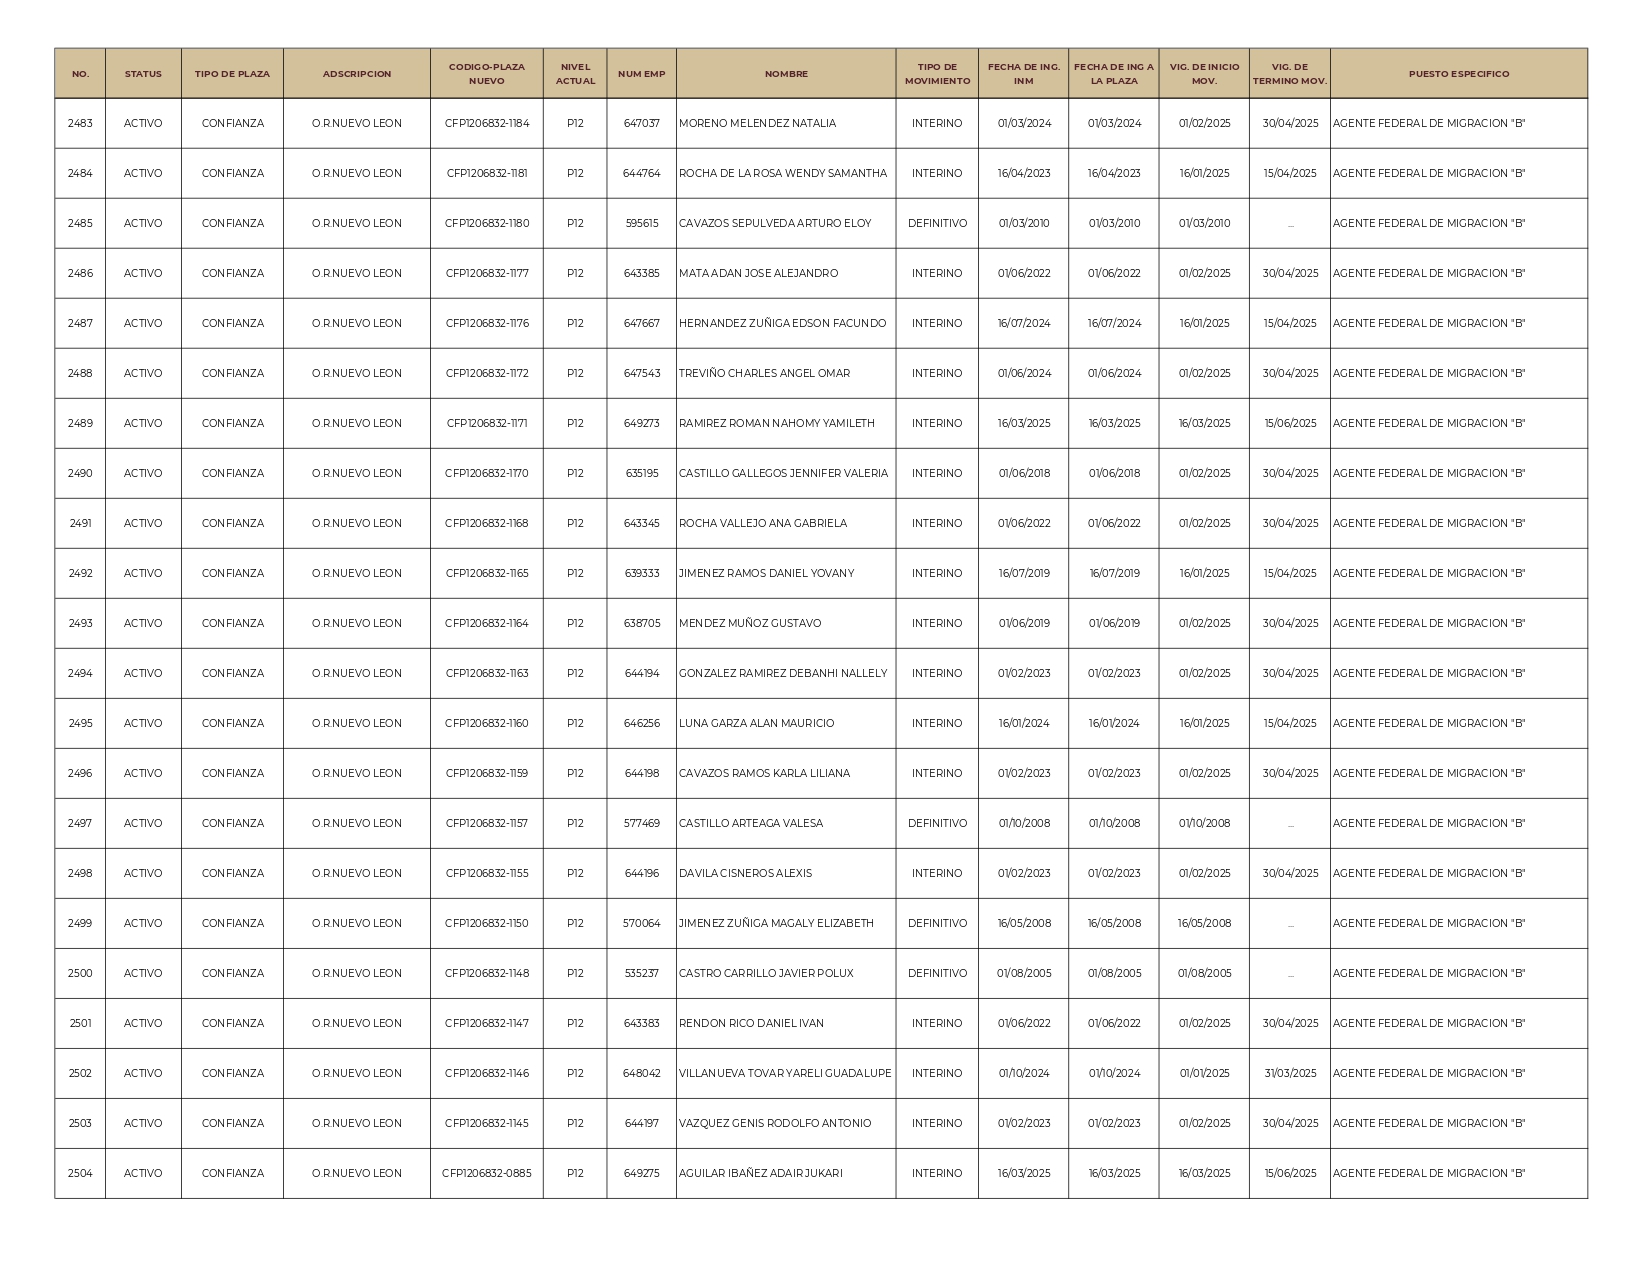 NO. STATUS TIPO DE PLAZA ADSCRIPCION CODIGO-PLAZA NUEVO NIVEL ACTUAL NUM EMP NOMBRE TIPO DE MOVIMIENTO FECHA DE ING. INM FECHA DE ING A LA PLAZA VIG. DE INICIO MOV. VIG. DE TERMINO MOV. PUESTO ESPECIFICO
2483 ACTIVO CONFIANZA O.R.NUEVO LEON CFP1206832-1184 P12 647037 MORENO MELENDEZ NATALIA INTERINO 01/03/2024 01/03/2024 01/02/2025 30/04/2025 AGENTE FEDERAL DE MIGRACION "B"
2484 ACTIVO CONFIANZA O.R.NUEVO LEON CFP1206832-1181 P12 644764 ROCHA DE LA ROSA WENDY SAMANTHA INTERINO 16/04/2023 16/04/2023 16/01/2025 15/04/2025 AGENTE FEDERAL DE MIGRACION "B"
2485 ACTIVO CONFIANZA O.R.NUEVO LEON CFP1206832-1180 P12 595615 CAVAZOS SEPULVEDA ARTURO ELOY DEFINITIVO 01/03/2010 01/03/2010 01/03/2010 ... AGENTE FEDERAL DE MIGRACION "B"
2486 ACTIVO CONFIANZA O.R.NUEVO LEON CFP1206832-1177 P12 643385 MATA ADAN JOSE ALEJANDRO INTERINO 01/06/2022 01/06/2022 01/02/2025 30/04/2025 AGENTE FEDERAL DE MIGRACION "B"
2487 ACTIVO CONFIANZA O.R.NUEVO LEON CFP1206832-1176 P12 647667 HERNANDEZ ZUÑIGA EDSON FACUNDO INTERINO 16/07/2024 16/07/2024 16/01/2025 15/04/2025 AGENTE FEDERAL DE MIGRACION "B"
2488 ACTIVO CONFIANZA O.R.NUEVO LEON CFP1206832-1172 P12 647543 TREVIÑO CHARLES ANGEL OMAR INTERINO 01/06/2024 01/06/2024 01/02/2025 30/04/2025 AGENTE FEDERAL DE MIGRACION "B"
2489 ACTIVO CONFIANZA O.R.NUEVO LEON CFP1206832-1171 P12 649273 RAMIREZ ROMAN NAHOMY YAMILETH INTERINO 16/03/2025 16/03/2025 16/03/2025 15/06/2025 AGENTE FEDERAL DE MIGRACION "B"
2490 ACTIVO CONFIANZA O.R.NUEVO LEON CFP1206832-1170 P12 635195 CASTILLO GALLEGOS JENNIFER VALERIA INTERINO 01/06/2018 01/06/2018 01/02/2025 30/04/2025 AGENTE FEDERAL DE MIGRACION "B"
2491 ACTIVO CONFIANZA O.R.NUEVO LEON CFP1206832-1168 P12 643345 ROCHA VALLEJO ANA GABRIELA INTERINO 01/06/2022 01/06/2022 01/02/2025 30/04/2025 AGENTE FEDERAL DE MIGRACION "B"
2492 ACTIVO CONFIANZA O.R.NUEVO LEON CFP1206832-1165 P12 639333 JIMENEZ RAMOS DANIEL YOVANY INTERINO 16/07/2019 16/07/2019 16/01/2025 15/04/2025 AGENTE FEDERAL DE MIGRACION "B"
2493 ACTIVO CONFIANZA O.R.NUEVO LEON CFP1206832-1164 P12 638705 MENDEZ MUÑOZ GUSTAVO INTERINO 01/06/2019 01/06/2019 01/02/2025 30/04/2025 AGENTE FEDERAL DE MIGRACION "B"
2494 ACTIVO CONFIANZA O.R.NUEVO LEON CFP1206832-1163 P12 644194 GONZALEZ RAMIREZ DEBANHI NALLELY INTERINO 01/02/2023 01/02/2023 01/02/2025 30/04/2025 AGENTE FEDERAL DE MIGRACION "B"
2495 ACTIVO CONFIANZA O.R.NUEVO LEON CFP1206832-1160 P12 646256 LUNA GARZA ALAN MAURICIO INTERINO 16/01/2024 16/01/2024 16/01/2025 15/04/2025 AGENTE FEDERAL DE MIGRACION "B"
2496 ACTIVO CONFIANZA O.R.NUEVO LEON CFP1206832-1159 P12 644198 CAVAZOS RAMOS KARLA LILIANA INTERINO 01/02/2023 01/02/2023 01/02/2025 30/04/2025 AGENTE FEDERAL DE MIGRACION "B"
2497 ACTIVO CONFIANZA O.R.NUEVO LEON CFP1206832-1157 P12 577469 CASTILLO ARTEAGA VALESA DEFINITIVO 01/10/2008 01/10/2008 01/10/2008 ... AGENTE FEDERAL DE MIGRACION "B"
2498 ACTIVO CONFIANZA O.R.NUEVO LEON CFP1206832-1155 P12 644196 DAVILA CISNEROS ALEXIS INTERINO 01/02/2023 01/02/2023 01/02/2025 30/04/2025 AGENTE FEDERAL DE MIGRACION "B"
2499 ACTIVO CONFIANZA O.R.NUEVO LEON CFP1206832-1150 P12 570064 JIMENEZ ZUÑIGA MAGALY ELIZABETH DEFINITIVO 16/05/2008 16/05/2008 16/05/2008 ... AGENTE FEDERAL DE MIGRACION "B"
2500 ACTIVO CONFIANZA O.R.NUEVO LEON CFP1206832-1148 P12 535237 CASTRO CARRILLO JAVIER POLUX DEFINITIVO 01/08/2005 01/08/2005 01/08/2005 ... AGENTE FEDERAL DE MIGRACION "B"
2501 ACTIVO CONFIANZA O.R.NUEVO LEON CFP1206832-1147 P12 643383 RENDON RICO DANIEL IVAN INTERINO 01/06/2022 01/06/2022 01/02/2025 30/04/2025 AGENTE FEDERAL DE MIGRACION "B"
2502 ACTIVO CONFIANZA O.R.NUEVO LEON CFP1206832-1146 P12 648042 VILLANUEVA TOVAR YARELI GUADALUPE INTERINO 01/10/2024 01/10/2024 01/01/2025 31/03/2025 AGENTE FEDERAL DE MIGRACION "B"
2503 ACTIVO CONFIANZA O.R.NUEVO LEON CFP1206832-1145 P12 644197 VAZQUEZ GENIS RODOLFO ANTONIO INTERINO 01/02/2023 01/02/2023 01/02/2025 30/04/2025 AGENTE FEDERAL DE MIGRACION "B"
2504 ACTIVO CONFIANZA O.R.NUEVO LEON CFP1206832-0885 P12 649275 AGUILAR IBAÑEZ ADAIR JUKARI INTERINO 16/03/2025 16/03/2025 16/03/2025 15/06/2025 AGENTE FEDERAL DE MIGRACION "B"